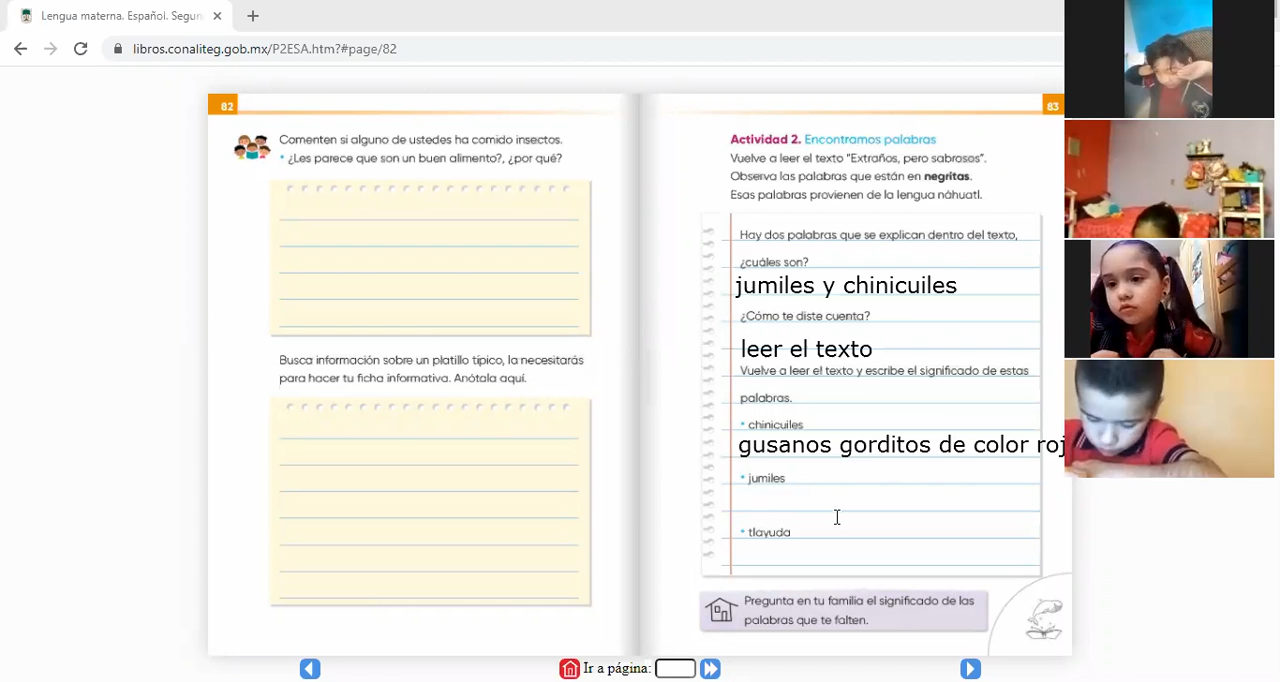 Lengua materna. Español. Segun
libros.conaliteg.gob.mx/P2ESA.htm?#page/82
82
Comenten si alguno de ustedes ha comido insectos.
• ¿Les parece que son un buen alimento?, ¿por qué?
Busca información sobre un platillo típico, la necesitarás
para hacer tu ficha informativa. Anótala aquí.
83
Actividad 2. Encontramos palabras
Vuelve a leer el texto "Extraños, pero sabrosos".
Observa las palabras que están en negritas.
Esas palabras provienen de la lengua náhuatl.
Hay dos palabras que se explican dentro del texto,
¿cuáles son?
jumiles y chinicuiles
¿Cómo te diste cuenta?
leer el texto
Vuelve a leer el texto y escribe el significado de estas
palabras.
• chinicuiles
gusanos gorditos de color roj
• jumiles
• tlayuda
Pregunta en tu familia el significado de las
palabras que te falten.
Ir a página: